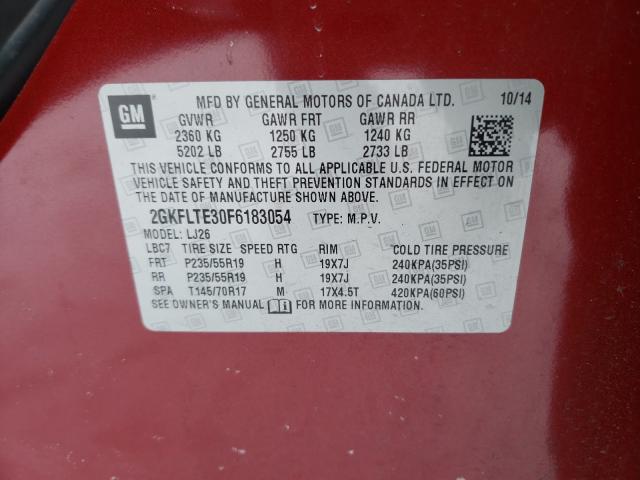 GM
MFD BY GENERAL MOTORS OF CANADA LTD. 10/14
GVWR GAWR FRT GAWR RR
2360 KG 1250 KG 1240 KG
5202 LB 2755 LB 2733 LB
THIS VEHICLE CONFORMS TO ALL APPLICABLE U.S. FEDERAL MOTOR
VEHICLE SAFETY AND THEFT PREVENTION STANDARDS IN EFFECT ON
THE DATE OF MANUFACTURE SHOWN ABOVE.
2GKFLTE30F6183054 TYPE: M.P.V.
MODEL: LJ26
LBC7 TIRE SIZE SPEED RTG RIM COLD TIRE PRESSURE
FRT P235/55R19 H 19X7J 240KPA(35PSI)
RR P235/55R19 H 19X7J 240KPA(35PSI)
SPA T145/70R17 M 17X4.5T 420KPA(60PSI)
SEE OWNER'S MANUAL FOR MORE INFORMATION.